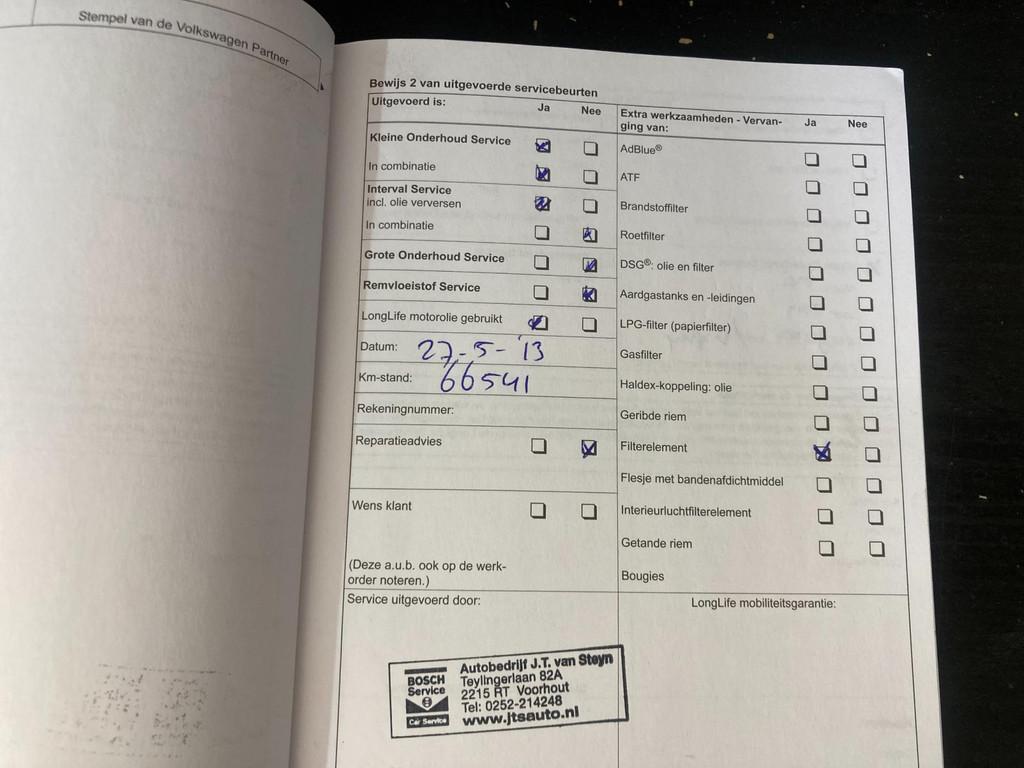 Stempel van de Volkswagen Partner
Bewijs 2 van uitgevoerde servicebeurten
Uitgevoerd is: Ja Nee
Kleine Onderhoud Service
In combinatie
Interval Service
incl. olie verversen
In combinatie
Grote Onderhoud Service
Remvloeistof Service
LongLife motorolie gebruikt
Datum: 27-5-'13
Km-stand: 66541
Rekeningnummer:
Reparatieadvies
Wens klant
(Deze a.u.b. ook op de werk-
order noteren.)
Extra werkzaamheden - Vervan-
ging van: Ja Nee
AdBlue®
ATF
Brandstoffilter
Roetfilter
DSG®: olie en filter
Aardgastanks en -leidingen
LPG-filter (papierfilter)
Gasfilter
Haldex-koppeling: olie
Geribde riem
Filterelement
Flesje met bandenafdichtmiddel
Interieurluchtfilterelement
Getande riem
Bougies
Service uitgevoerd door:
LongLife mobiliteitsgarantie:
BOSCH
Service
Car Service
Autobedrijf J.T. van Steyn
Teylingerlaan 82A
2215 RT Voorhout
Tel: 0252-214248
www.jtsauto.nl